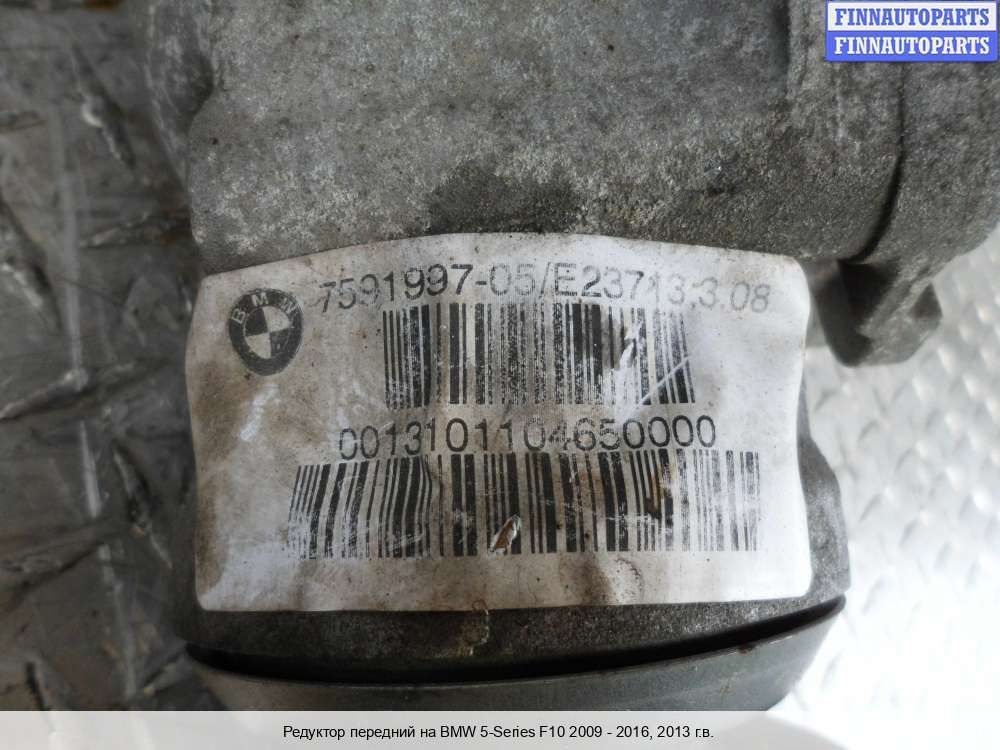 FINNAUTOPARTS
FINNAUTOPARTS
BMW
7591997-05/E23713;3.08
0013101104650000
Редуктор передний на BMW 5-Series F10 2009 - 2016, 2013 г.в.